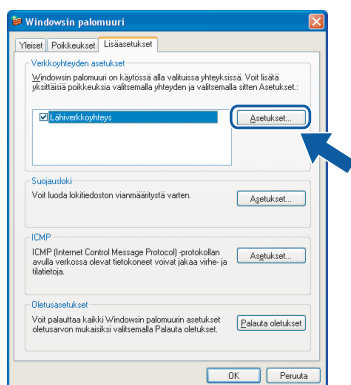 Windowsin palomuuri
Yleiset Poikkeukset Lisäasetukset
Verkkoyhteyden asetukset
Windowsin palomuuri on käytössä alla valituissa yhteyksissä. Voit lisätä
yksittäisiä poikkeuksia valitsemalla yhteyden ja valitsemalla sitten Asetukset.:
Lähiverkkoyhteys
Asetukset...
Suojausloki
Voit luoda lokitiedoston vianmääritystä varten.
Asetukset...
ICMP
ICMP (Internet Control Message Protocol) -protokollan
avulla verkossa olevat tietokoneet voivat jakaa virhe- ja
tilatietoja.
Asetukset...
Oletusasetukset
Voit palauttaa kaikki Windowsin palomuurin asetukset
oletusarvon mukaisiksi valitsemalla Palauta oletukset.
Palauta oletukset
OK Peruuta